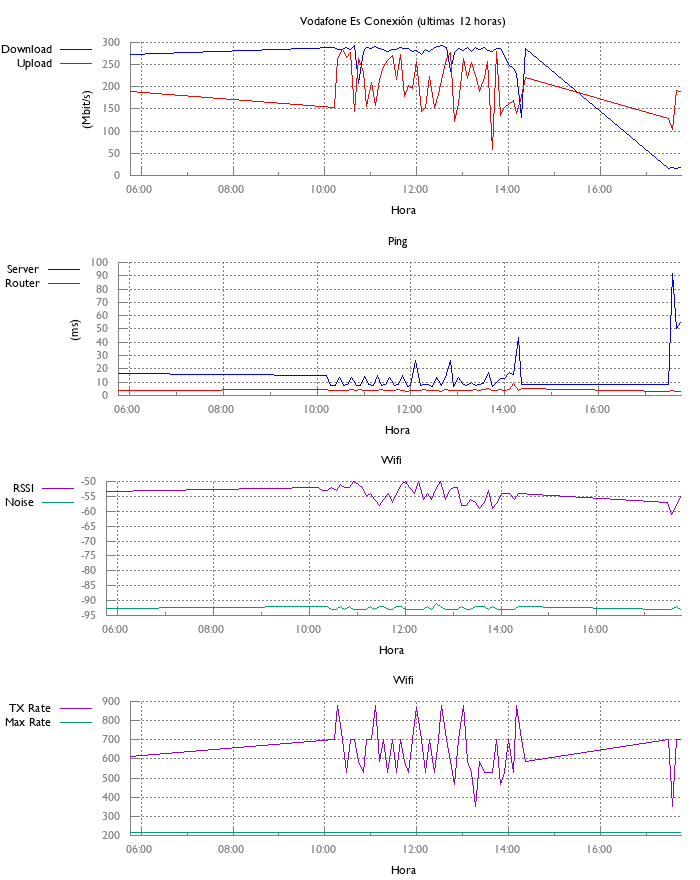 Vodafone Es Conexión (ultimas 12 horas)
Download
Upload
(Mbit/s)
300
250
200
150
100
50
0
06:00 08:00 10:00 12:00 14:00 16:00
Hora
Ping
Server
Router
(ms)
100
90
80
70
60
50
40
30
20
10
0
06:00 08:00 10:00 12:00 14:00 16:00
Hora
Wifi
RSSI
Noise
-50
-55
-60
-65
-70
-75
-80
-85
-90
-95
06:00 08:00 10:00 12:00 14:00 16:00
Hora
Wifi
TX Rate
Max Rate
900
800
700
600
500
400
300
200
06:00 08:00 10:00 12:00 14:00 16:00
Hora